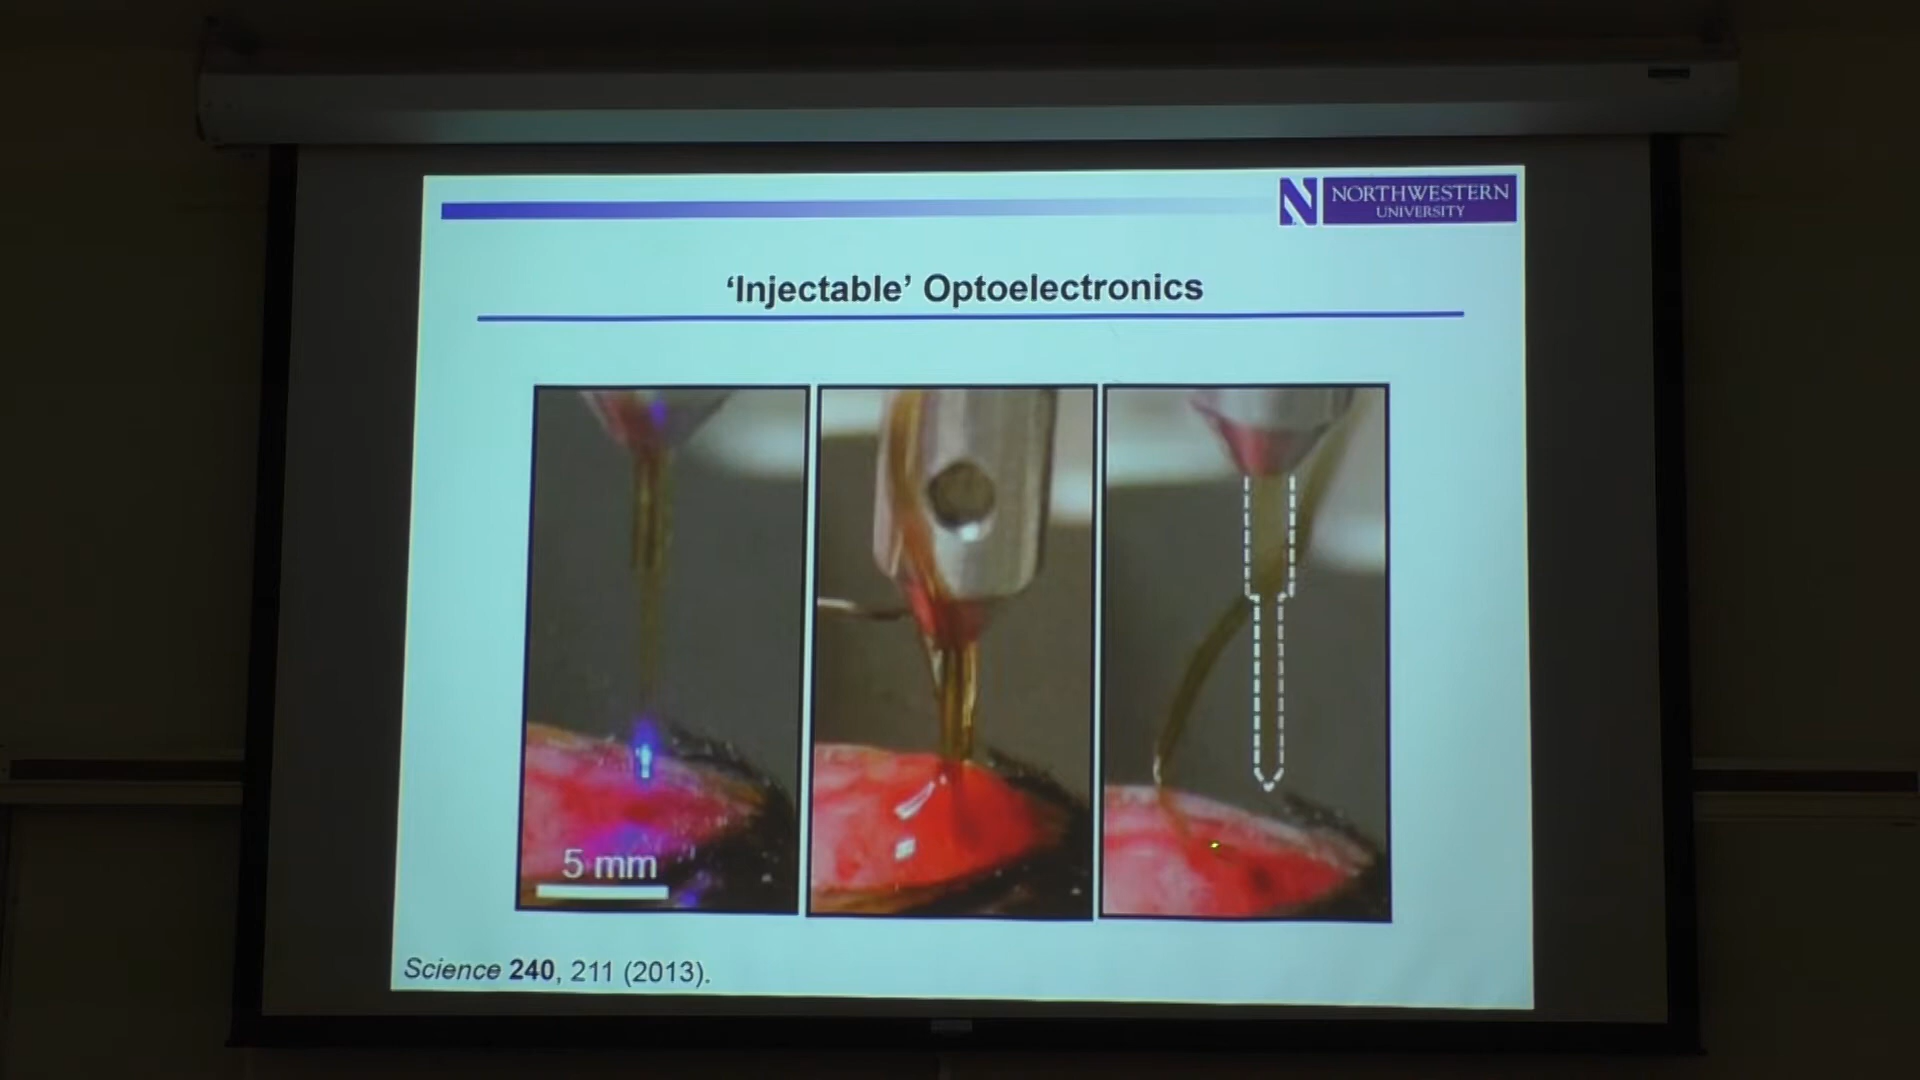 NORTHWESTERN
UNIVERSITY
‘Injectable’ Optoelectronics
5 mm
Science 240, 211 (2013).